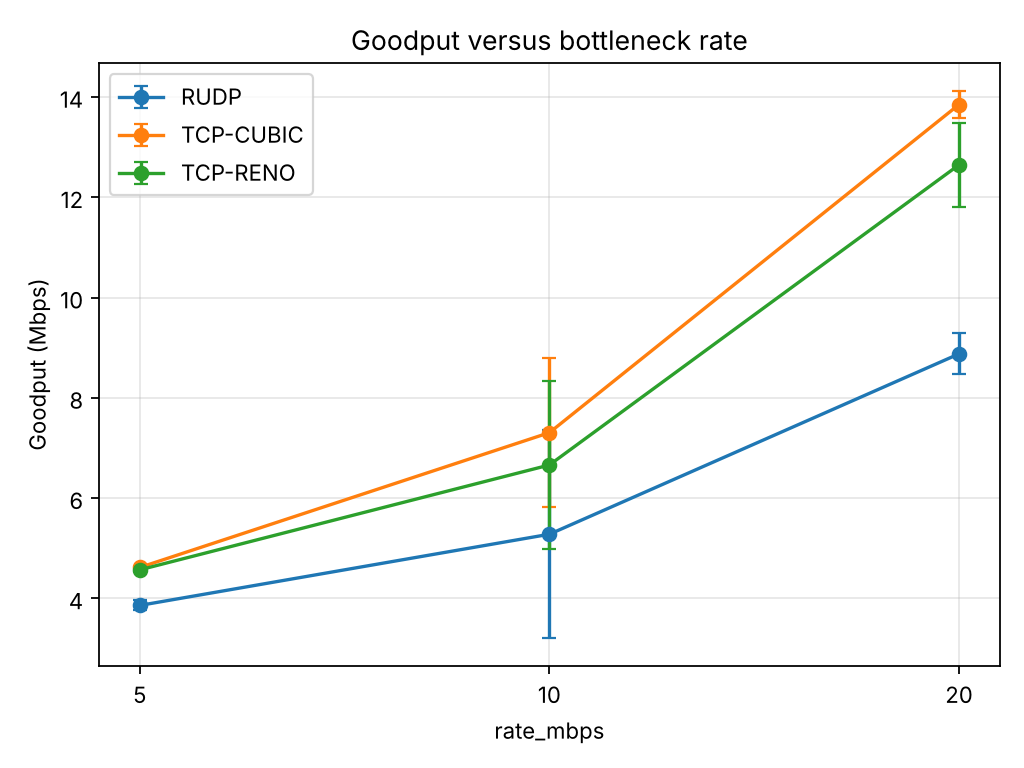 Goodput versus bottleneck rate
RUDP
TCP-CUBIC
TCP-RENO
Goodput (Mbps)
14
12
10
8
6
4
5
10
20
rate_mbps